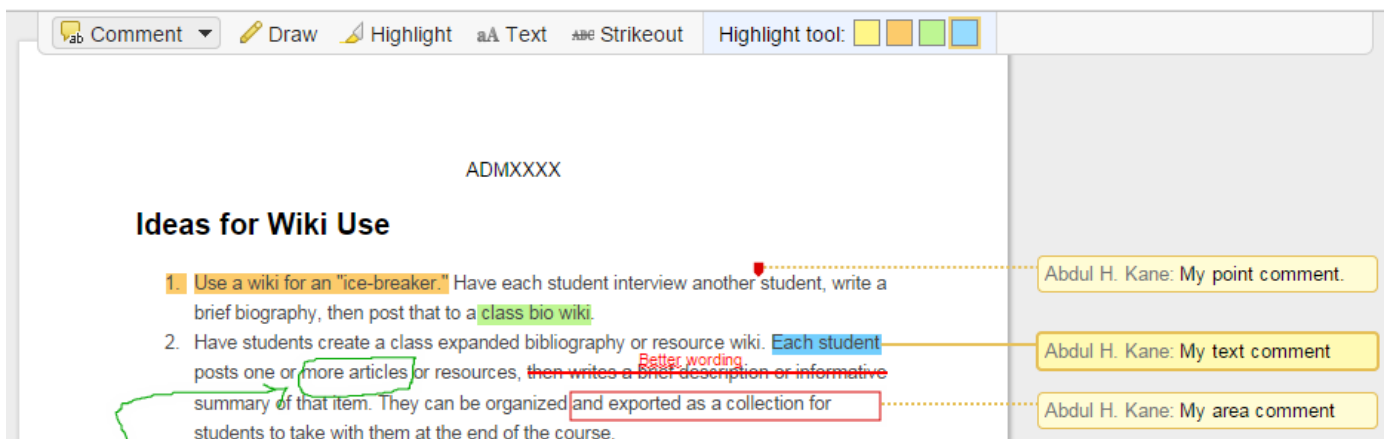 ab Comment Draw Highlight aA Text ABC Strikeout Highlight tool:
ADMXXXX
Ideas for Wiki Use
1. Use a wiki for an "ice-breaker." Have each student interview another student, write a
brief biography, then post that to a class bio wiki.
Abdul H. Kane: My point comment.
2. Have students create a class expanded bibliography or resource wiki. Each student
Abdul H. Kane: My text comment
Better wording
posts one or more articles or resources, then writes a brief description or informative
summary of that item. They can be organized and exported as a collection for
Abdul H. Kane: My area comment
students to take with them at the end of the course.